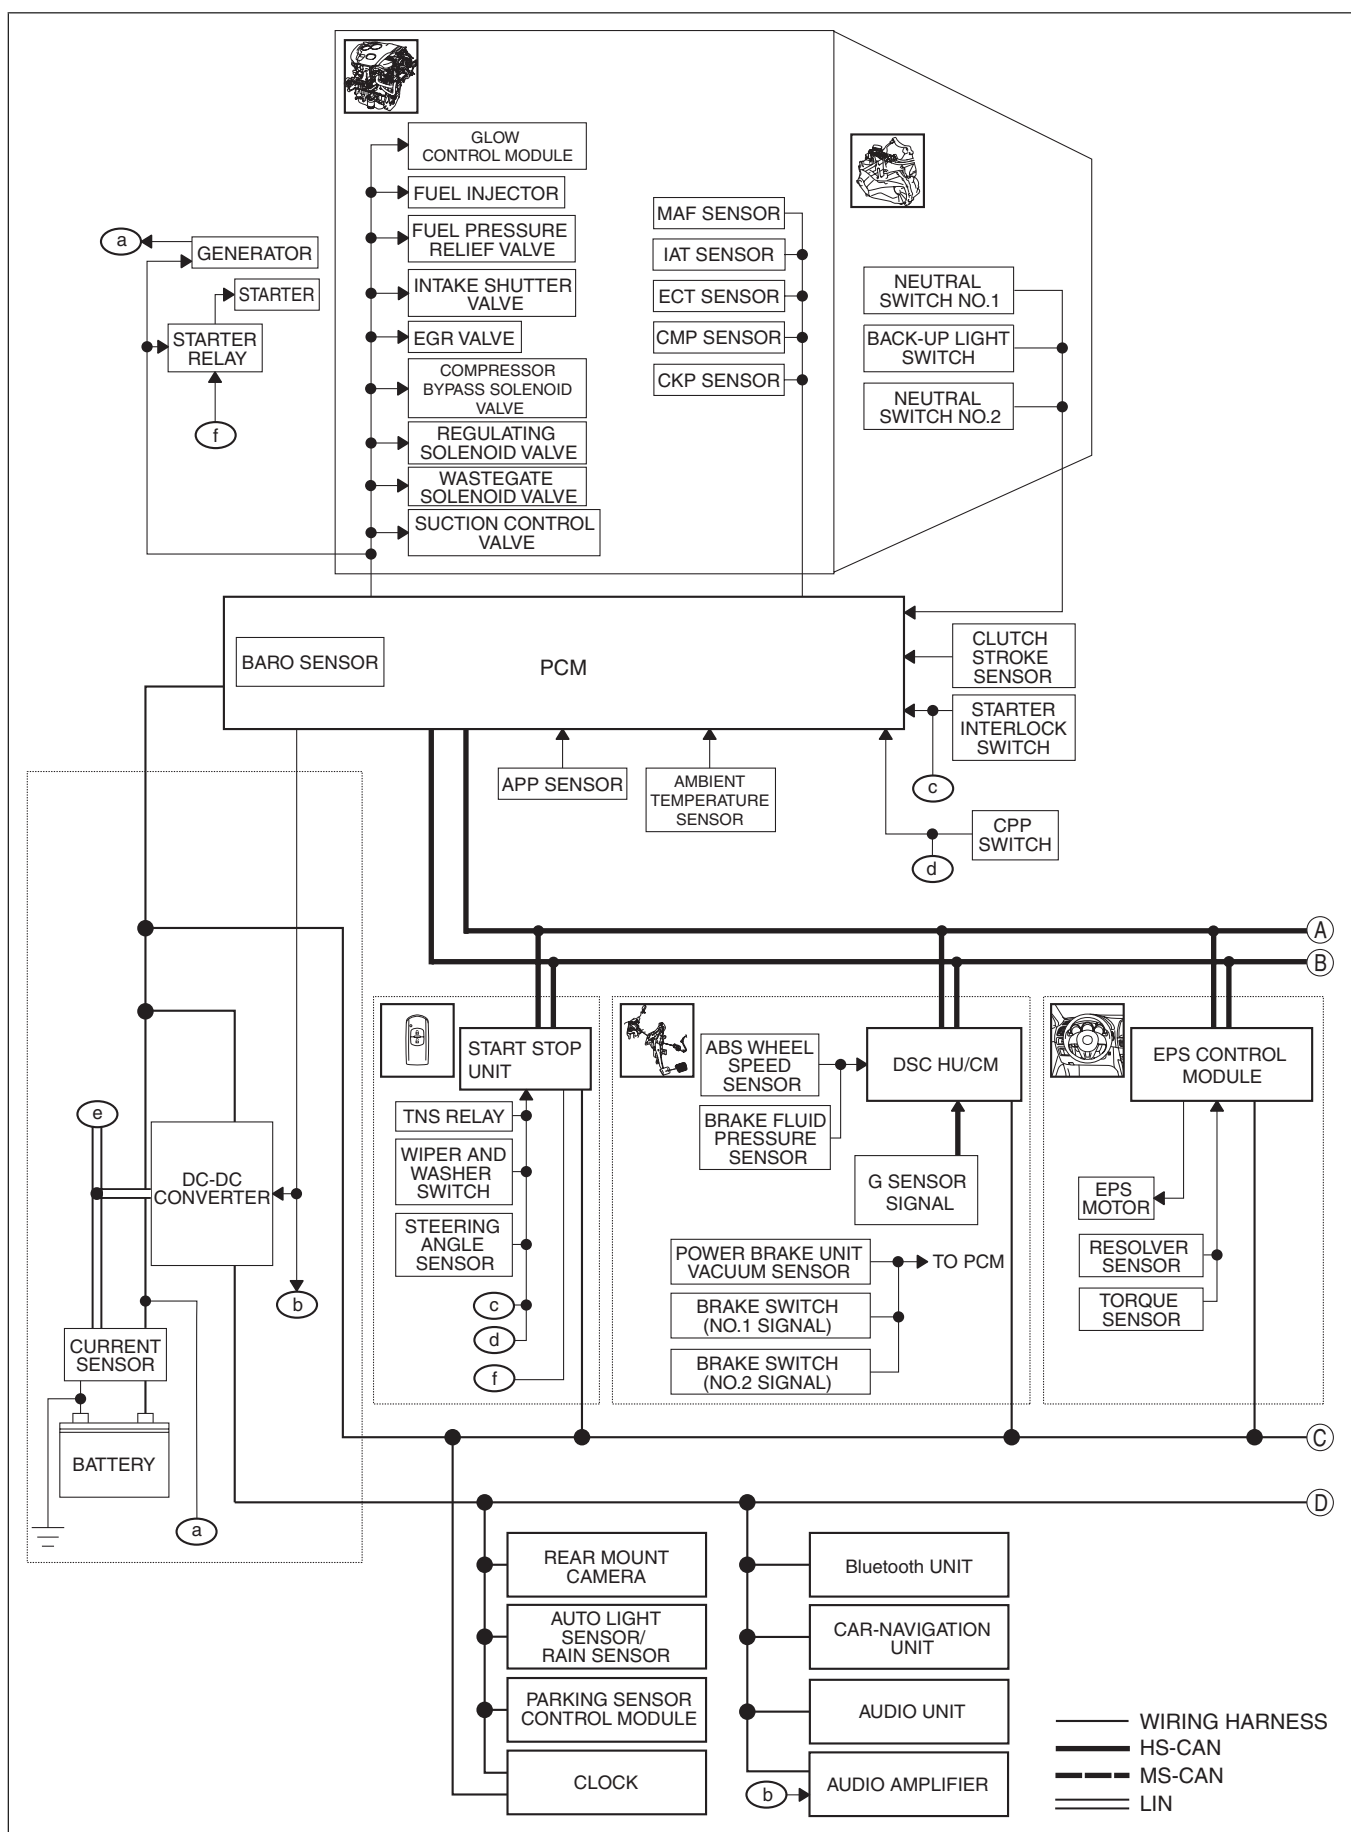 GLOW
CONTROL MODULE
FUEL INJECTOR
FUEL PRESSURE
RELIEF VALVE
INTAKE SHUTTER
VALVE
EGR VALVE
COMPRESSOR
BYPASS SOLENOID
VALVE
REGULATING
SOLENOID VALVE
WASTEGATE
SOLENOID VALVE
SUCTION CONTROL
VALVE
a
GENERATOR
STARTER
STARTER
RELAY
f
MAF SENSOR
IAT SENSOR
ECT SENSOR
CMP SENSOR
CKP SENSOR
NEUTRAL
SWITCH NO.1
BACK-UP LIGHT
SWITCH
NEUTRAL
SWITCH NO.2
BARO SENSOR
PCM
CLUTCH
STROKE
SENSOR
STARTER
INTERLOCK
SWITCH
c
APP SENSOR
AMBIENT
TEMPERATURE
SENSOR
CPP
SWITCH
d
A
B
START STOP
UNIT
TNS RELAY
WIPER AND
WASHER
SWITCH
STEERING
ANGLE
SENSOR
c
d
f
ABS WHEEL
SPEED
SENSOR
DSC HU/CM
BRAKE FLUID
PRESSURE
SENSOR
G SENSOR
SIGNAL
POWER BRAKE UNIT
VACUUM SENSOR
TO PCM
BRAKE SWITCH
(NO.1 SIGNAL)
BRAKE SWITCH
(NO.2 SIGNAL)
EPS CONTROL
MODULE
EPS
MOTOR
RESOLVER
SENSOR
TORQUE
SENSOR
e
DC-DC
CONVERTER
b
CURRENT
SENSOR
BATTERY
a
C
D
REAR MOUNT
CAMERA
AUTO LIGHT
SENSOR/
RAIN SENSOR
PARKING SENSOR
CONTROL MODULE
CLOCK
Bluetooth UNIT
CAR-NAVIGATION
UNIT
AUDIO UNIT
b
AUDIO AMPLIFIER
WIRING HARNESS
HS-CAN
MS-CAN
LIN